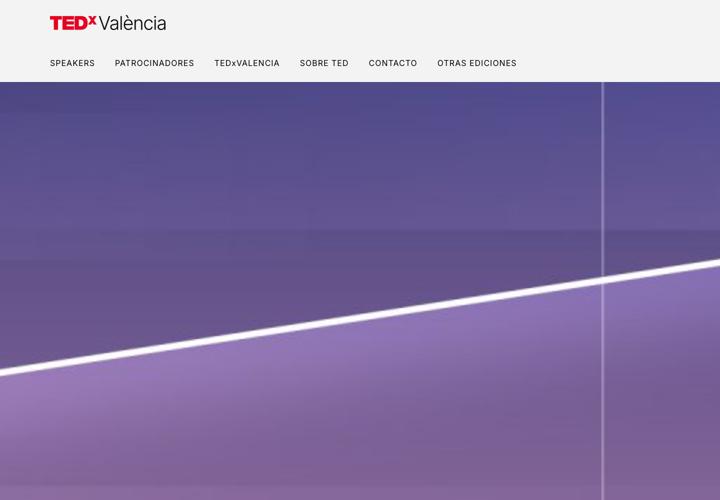 TEDx València
SPEAKERS PATROCINADORES TEDxVALENCIA SOBRE TED CONTACTO OTRAS EDICIONES